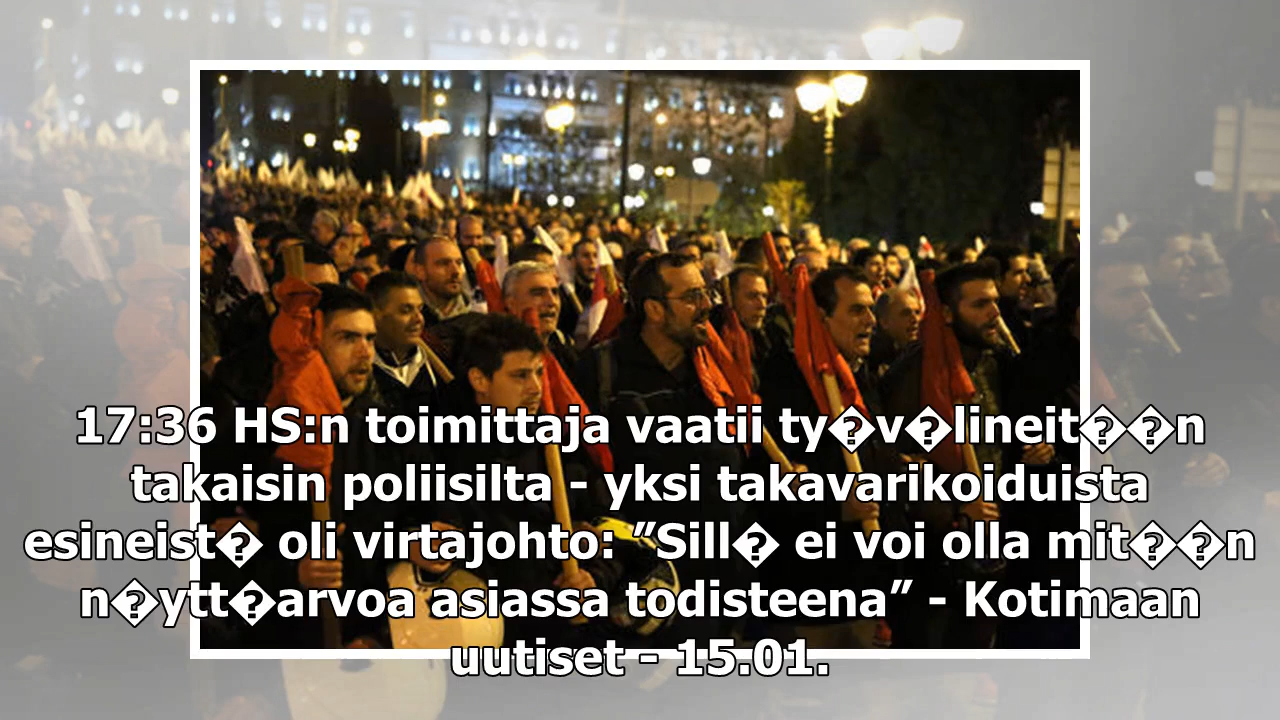 17:36 HS:n toimittaja vaatii ty�v�lineit��n
takaisin poliisilta - yksi takavarikoiduista
esineist� oli virtajohto: ”Sill� ei voi olla mit��n
n�ytt�arvoa asiassa todisteena” - Kotimaan
uutiset - 15.01.